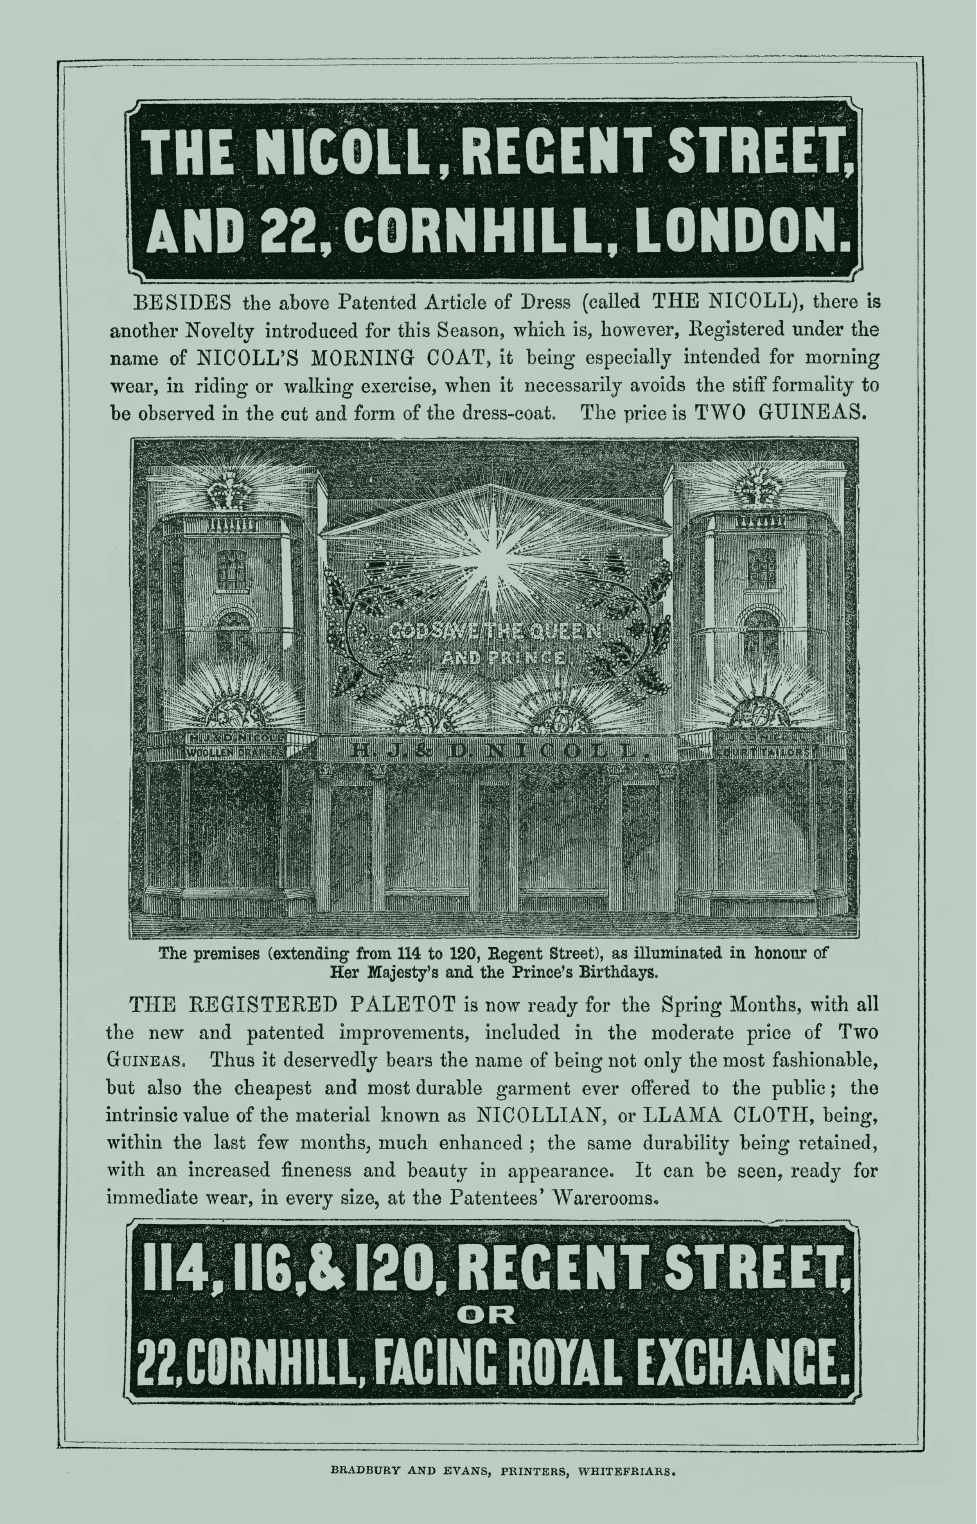 THE NICOLL, REGENT STREET,
AND 22, CORNHILL, LONDON.
BESIDES the above Patented Article of Dress (called THE NICOLL), there is
another Novelty introduced for this Season, which is, however, Registered under the
name of NICOLL'S MORNING COAT, it being especially intended for morning
wear, in riding or walking exercise, when it necessarily avoids the stiff formality to
be observed in the cut and form of the dress-coat. The price is TWO GUINEAS.
GOD SAVE THE QUEEN
AND PRINCE
H. J. & D. NICOLL
WOOLLEN DRAPERS
H. J. & D. NICOLL.
COURT TAILORS
The premises (extending from 114 to 120, Regent Street), as illuminated in honour of
Her Majesty's and the Prince's Birthdays.
THE REGISTERED PALETOT is now ready for the Spring Months, with all
the new and patented improvements, included in the moderate price of Two
Guineas. Thus it deservedly bears the name of being not only the most fashionable,
but also the cheapest and most durable garment ever offered to the public; the
intrinsic value of the material known as NICOLLIAN, or LLAMA CLOTH, being,
within the last few months, much enhanced; the same durability being retained,
with an increased fineness and beauty in appearance. It can be seen, ready for
immediate wear, in every size, at the Patentees' Warerooms.
114, 116, & 120, REGENT STREET,
OR
22, CORNHILL, FACING ROYAL EXCHANGE.
BRADBURY AND EVANS, PRINTERS, WHITEFRIARS.